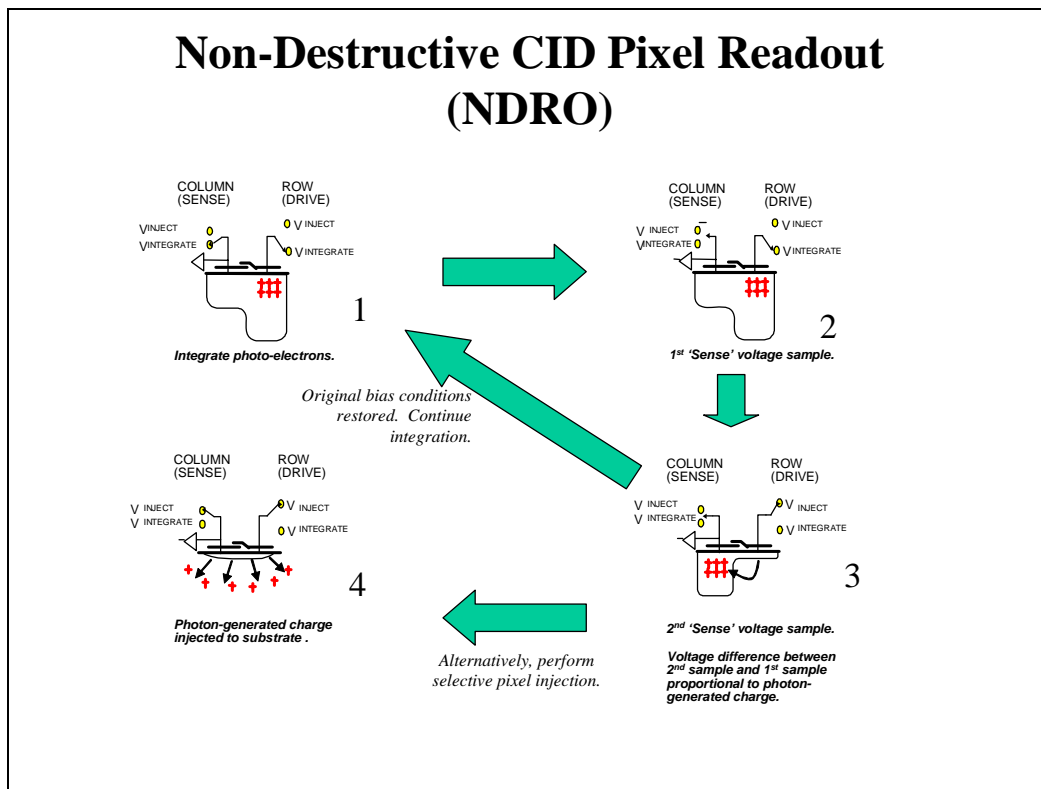 Non-Destructive CID Pixel Readout
(NDRO)
COLUMN
(SENSE)
ROW
(DRIVE)
VINJECT
VINTEGRATE
V INJECT
V INTEGRATE
1
Integrate photo-electrons.
COLUMN
(SENSE)
ROW
(DRIVE)
V INJECT
VINTEGRATE
V INJECT
V INTEGRATE
2
1st ‘Sense’ voltage sample.
Original bias conditions
restored. Continue
integration.
COLUMN
(SENSE)
ROW
(DRIVE)
V INJECT
V INTEGRATE
V INJECT
V INTEGRATE
3
2nd ‘Sense’ voltage sample.
Voltage difference between
2nd sample and 1st sample
proportional to photon-
generated charge.
COLUMN
(SENSE)
ROW
(DRIVE)
V INJECT
V INTEGRATE
V INJECT
V INTEGRATE
4
Photon-generated charge
injected to substrate .
Alternatively, perform
selective pixel injection.